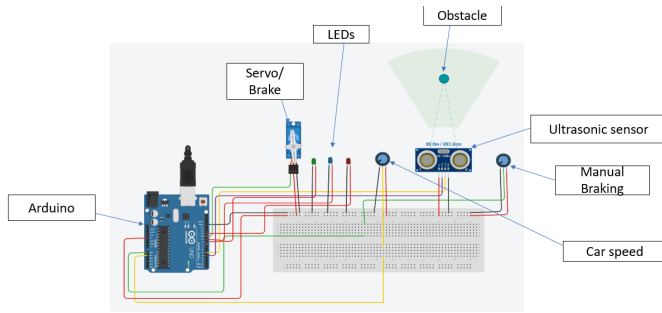 Obstacle
LEDs
Servo/
Brake
Ultrasonic sensor
Manual
Braking
Arduino
Car speed